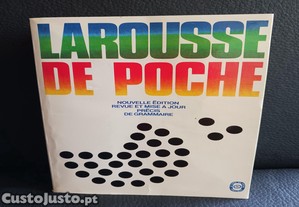 LAROUSSE
DE POCHE
NOUVELLE ÉDITION
REVUE ET MISE A JOUR
PRÉCIS
DE GRAMMAIRE
CustoJusto.pt